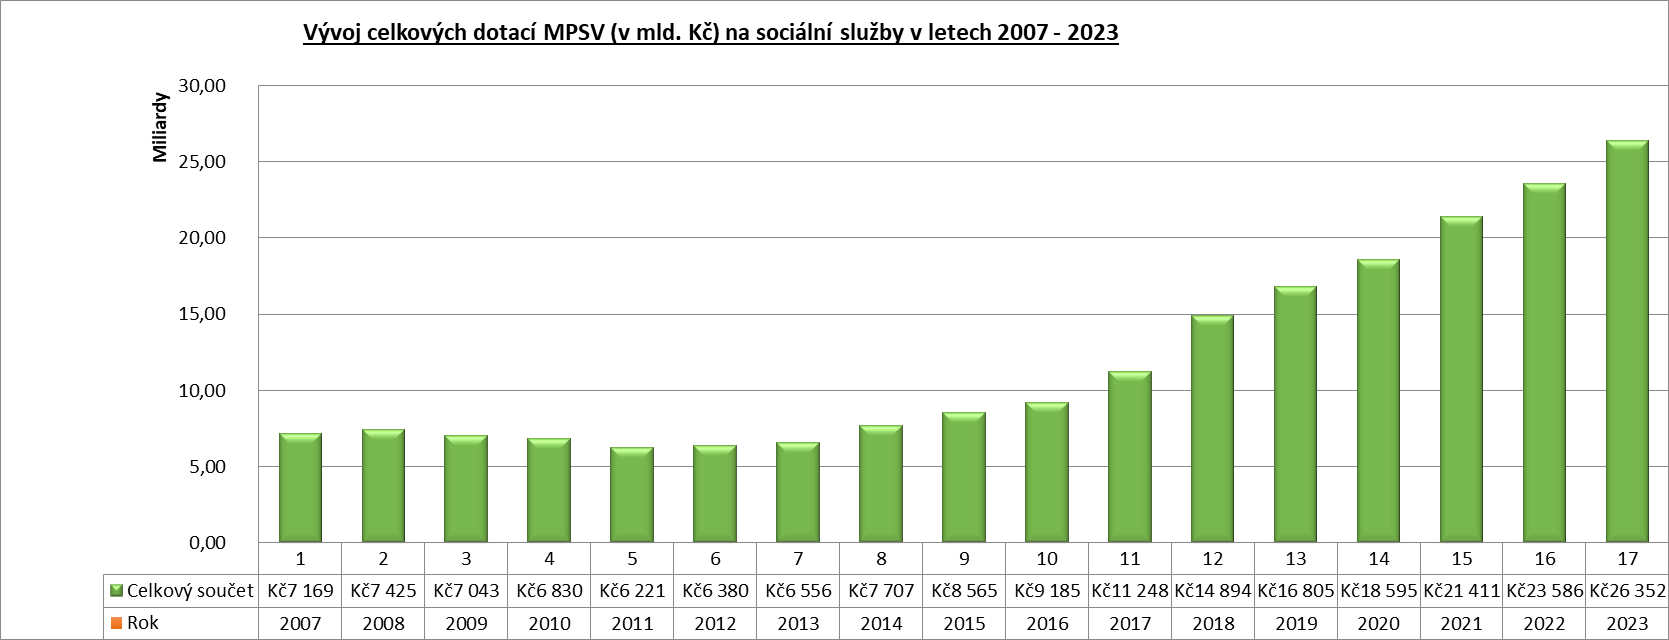 Vývoj celkových dotací MPSV (v mld. Kč) na sociální služby v letech 2007 - 2023
Miliardy
30,00
25,00
20,00
15,00
10,00
5,00
0,00
1 2 3 4 5 6 7 8 9 10 11 12 13 14 15 16 17
Celkový součet Kč7 169 Kč7 425 Kč7 043 Kč6 830 Kč6 221 Kč6 380 Kč6 556 Kč7 707 Kč8 565 Kč9 185 Kč11 248 Kč14 894 Kč16 805 Kč18 595 Kč21 411 Kč23 586 Kč26 352
Rok 2007 2008 2009 2010 2011 2012 2013 2014 2015 2016 2017 2018 2019 2020 2021 2022 2023